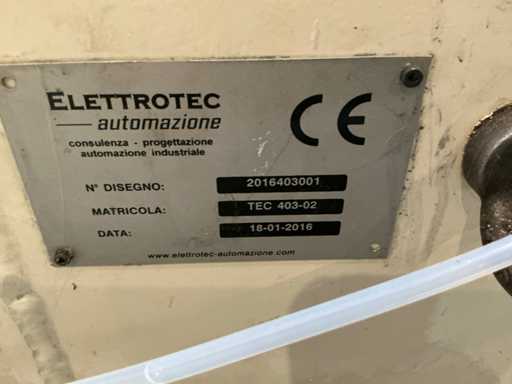 ELETTROTEC
automazione
consulenza - progettazione
automazione industriale
CE
N° DISEGNO: 2016403001
MATRICOLA: TEC 403-02
DATA: 18-01-2016
www.elettrotec-automazione.com